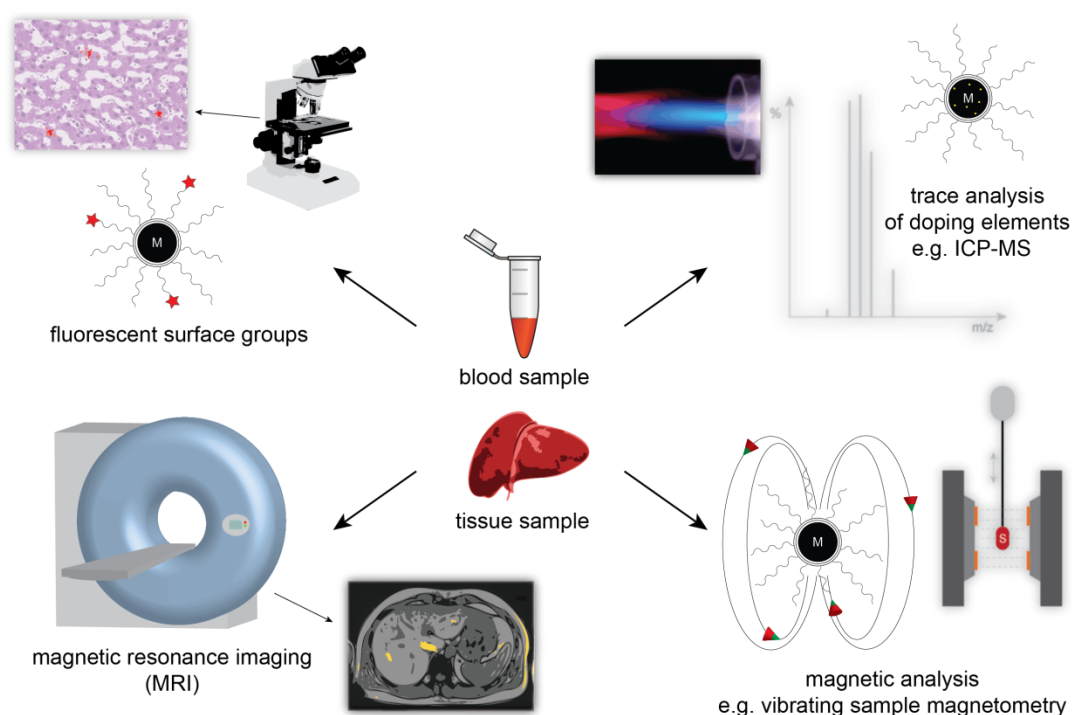 M
fluorescent surface groups
%
M
trace analysis
of doping elements
e.g. ICP-MS
m/z
blood sample
tissue sample
magnetic resonance imaging
(MRI)
M
S
magnetic analysis
e.g. vibrating sample magnetometry